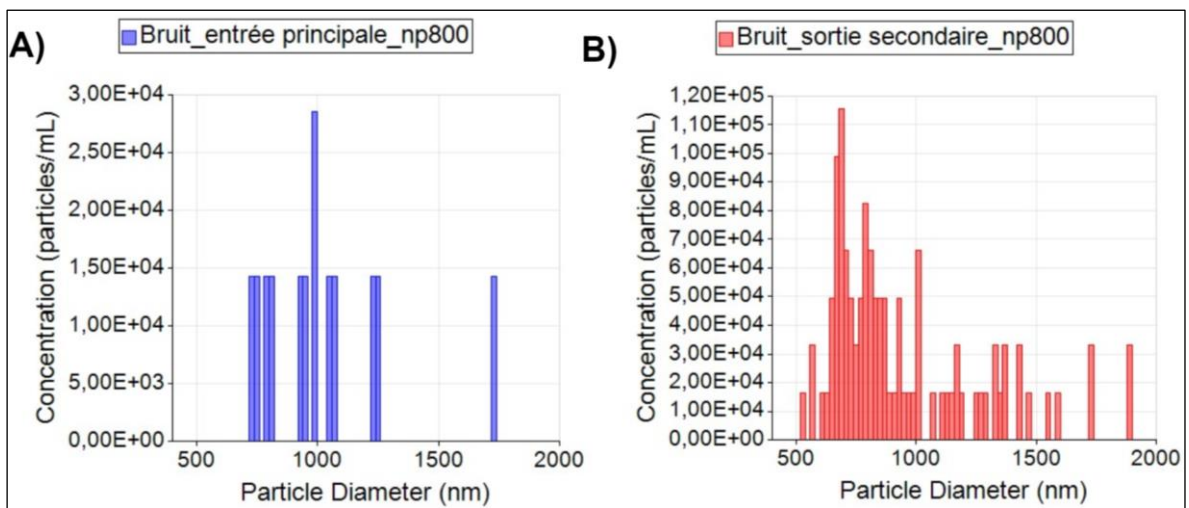 A)
Bruit_entrée principale_np800
3,00E+04
2,50E+04
2,00E+04
1,50E+04
1,00E+04
5,00E+03
0,00E+00
500
1000
1500
2000
Concentration (particles/mL)
Particle Diameter (nm)
B)
Bruit_sortie secondaire_np800
1,20E+05
1,10E+05
1,00E+05
9,00E+04
8,00E+04
7,00E+04
6,00E+04
5,00E+04
4,00E+04
3,00E+04
2,00E+04
1,00E+04
0,00E+00
500
1000
1500
2000
Concentration (particles/mL)
Particle Diameter (nm)